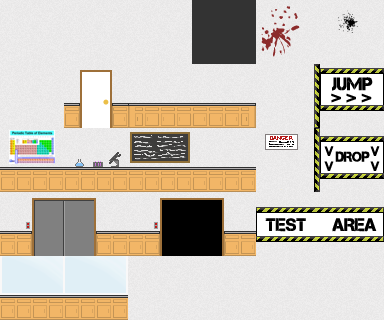 JUMP
> > >
Periodic Table of Elements
DANGER
V DROP V
V V
TEST AREA